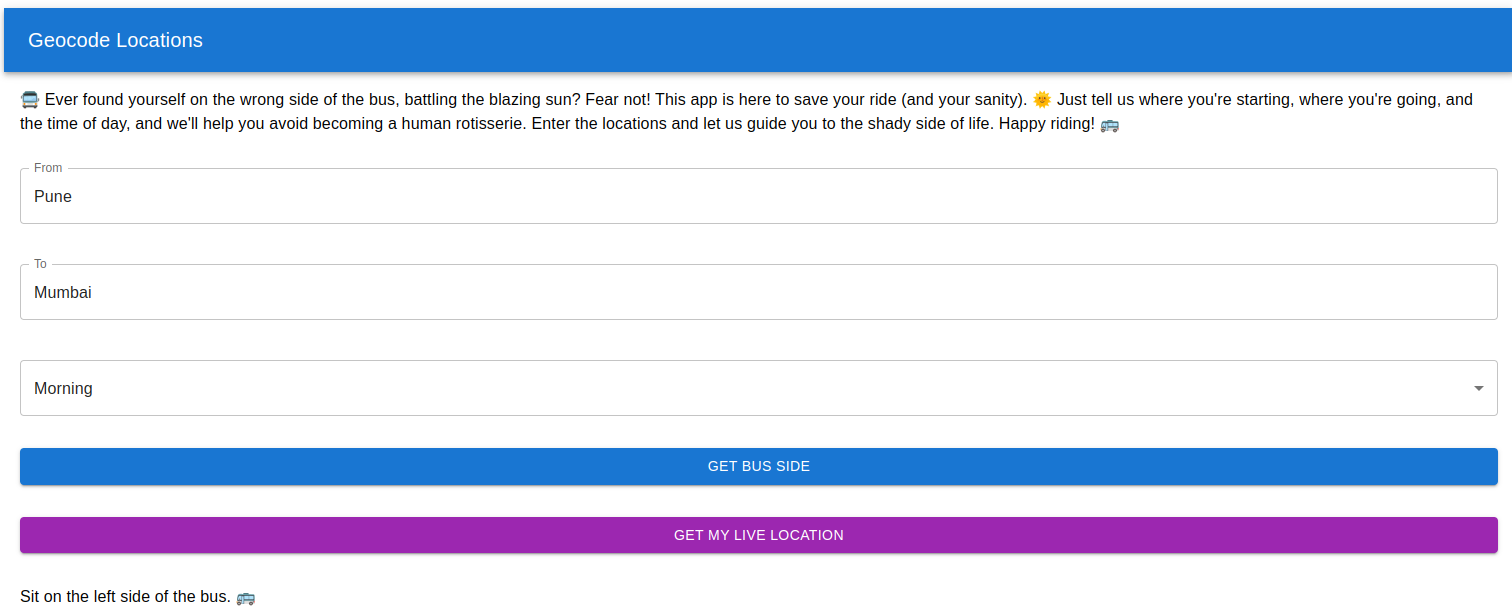 Geocode Locations
🚍 Ever found yourself on the wrong side of the bus, battling the blazing sun? Fear not! This app is here to save your ride (and your sanity). 🌞 Just tell us where you're starting, where you're going, and
the time of day, and we'll help you avoid becoming a human rotisserie. Enter the locations and let us guide you to the shady side of life. Happy riding! 🚌
From
Pune
To
Mumbai
Morning
GET BUS SIDE
GET MY LIVE LOCATION
Sit on the left side of the bus. 🚌